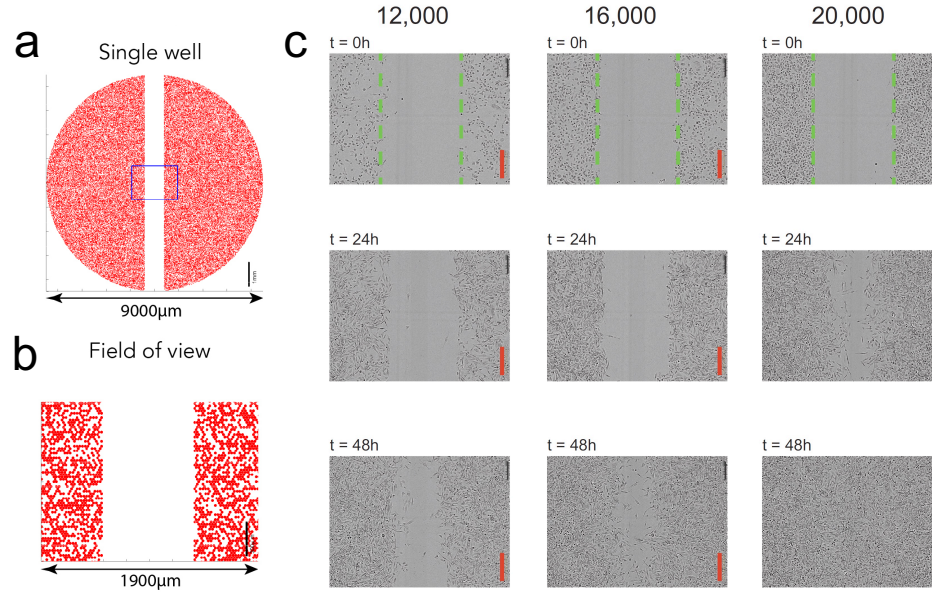 a
Single well
1mm
9000μm
b
Field of view
1900μm
c
12,000
16,000
20,000
t = 0h
t = 0h
t = 0h
t = 24h
t = 24h
t = 24h
t = 48h
t = 48h
t = 48h